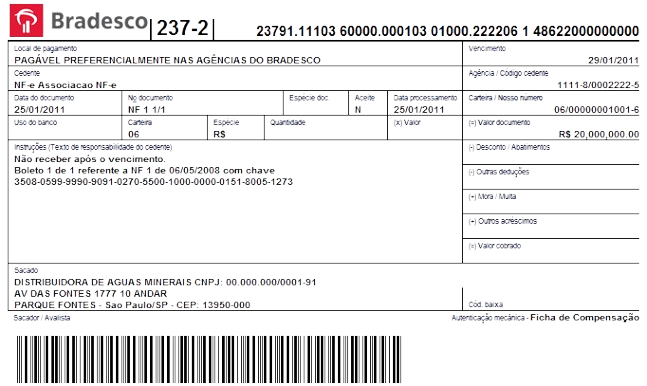 Bradesco 237-2 23791.11103 60000.000103 01000.222206 1 48622000000000
Local de pagamento Vencimento
PAGÁVEL PREFERENCIALMENTE NAS AGÊNCIAS DO BRADESCO 29/01/2011
Cedente Agência / Código cedente
NF-e Associacao NF-e 1111-8/0002222-5
Data do documento No documento Espécie doc. Aceite Data processamento Carteira / Nosso número
25/01/2011 NF 1 1/1 N 25/01/2011 06/00000001001-6
Uso do banco Carteira Espécie Quantidade (x) Valor (=) Valor documento
06 R$ R$ 20,000,000.00
Instruções (Texto de responsabilidade do cedente) (-) Desconto / Abatimentos
Não receber após o vencimento.
Boleto 1 de 1 referente a NF 1 de 06/05/2008 com chave (-) Outras deduções
3508-0599-9990-9091-0270-5500-1000-0000-0151-8005-1273
(+) Mora / Multa
(+) Outros acréscimos
(=) Valor cobrado
Sacado
DISTRIBUIDORA DE AGUAS MINERAIS CNPJ: 00.000.000/0001-91
AV DAS FONTES 1777 10 ANDAR
PARQUE FONTES - Sao Paulo/SP - CEP: 13950-000 Cód. baixa
Sacador / Avalista Autenticação mecânica - Ficha de Compensação